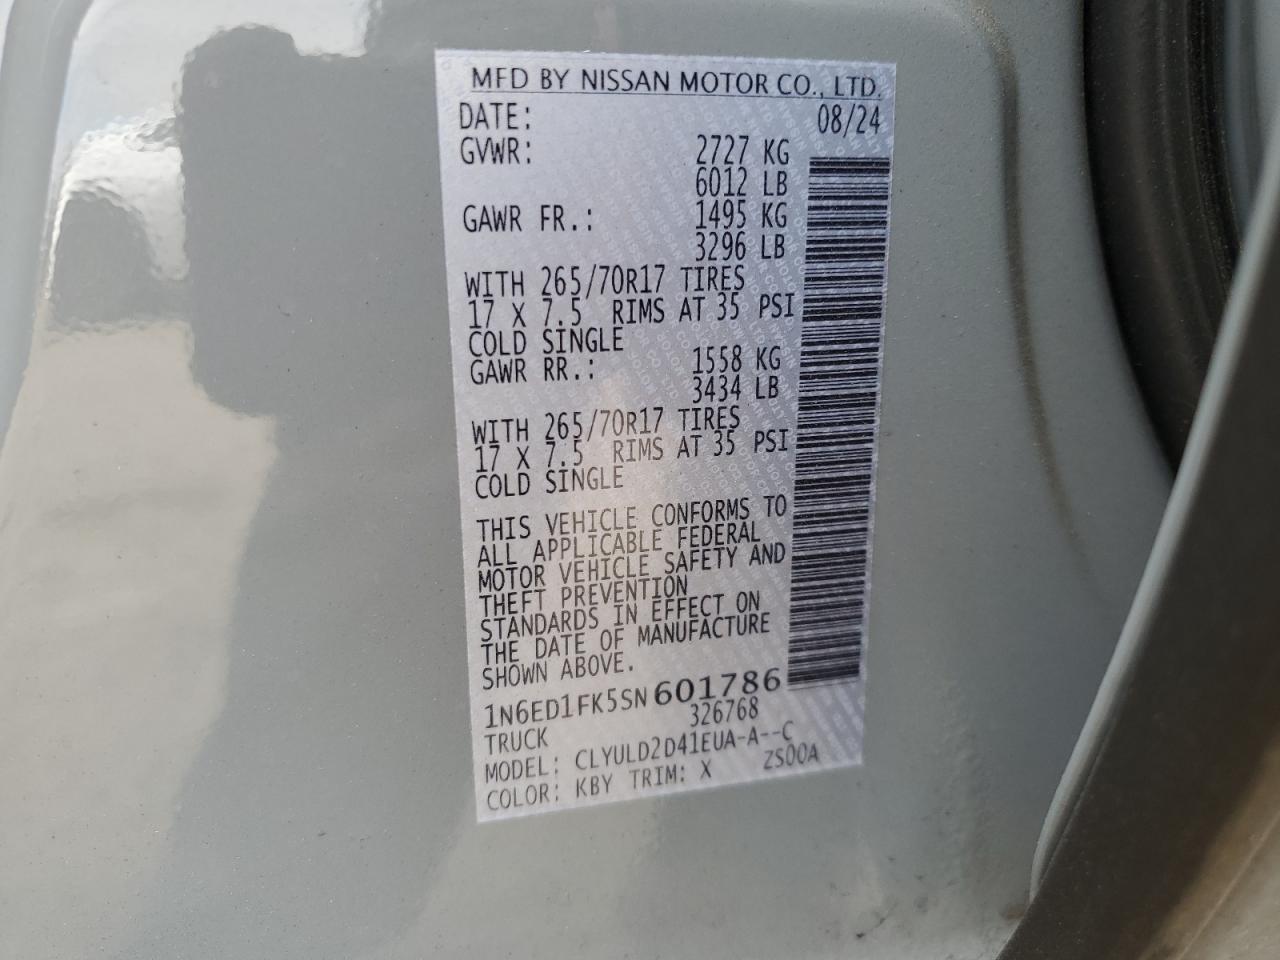 MFD BY NISSAN MOTOR CO., LTD.
DATE: 08/24
GVWR: 2727 KG
6012 LB
GAWR FR.: 1495 KG
3296 LB
WITH 265/70R17 TIRES
17 X 7.5 RIMS AT 35 PSI
COLD SINGLE
GAWR RR.: 1558 KG
3434 LB
WITH 265/70R17 TIRES
17 X 7.5 RIMS AT 35 PSI
COLD SINGLE
THIS VEHICLE CONFORMS TO
ALL APPLICABLE FEDERAL
MOTOR VEHICLE SAFETY AND
THEFT PREVENTION
STANDARDS IN EFFECT ON
THE DATE OF MANUFACTURE
SHOWN ABOVE.
1N6ED1FK5SN601786
326768
TRUCK
MODEL: CLYULD2D41EUA-A--C
COLOR: KBY TRIM: X ZS00A